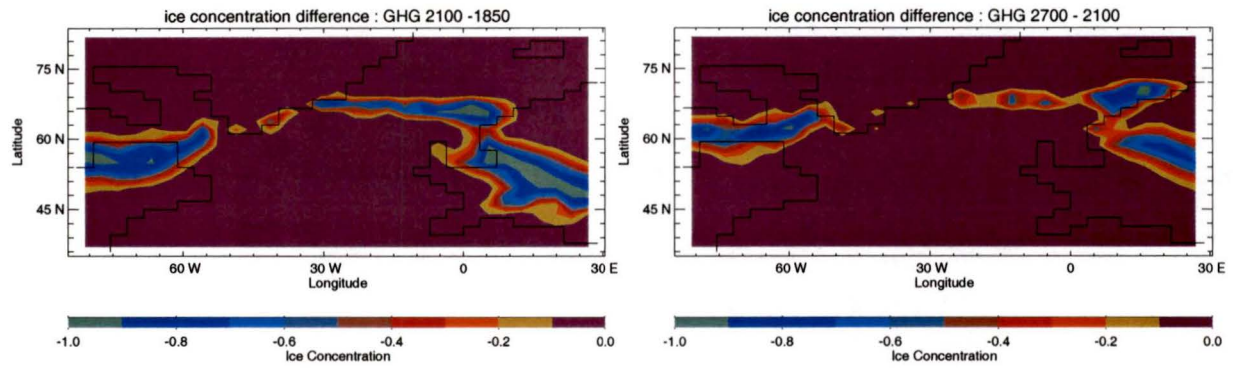 ice concentration difference : GHG 2100 -1850
75 N
60 N
45 N
Latitude
60 W
30 W
0
30 E
Longitude
-1.0
-0.8
-0.6
-0.4
-0.2
0.0
Ice Concentration
ice concentration difference : GHG 2700 - 2100
75 N
60 N
45 N
Latitude
60 W
30 W
0
30 E
Longitude
-1.0
-0.8
-0.6
-0.4
-0.2
0.0
Ice Concentration